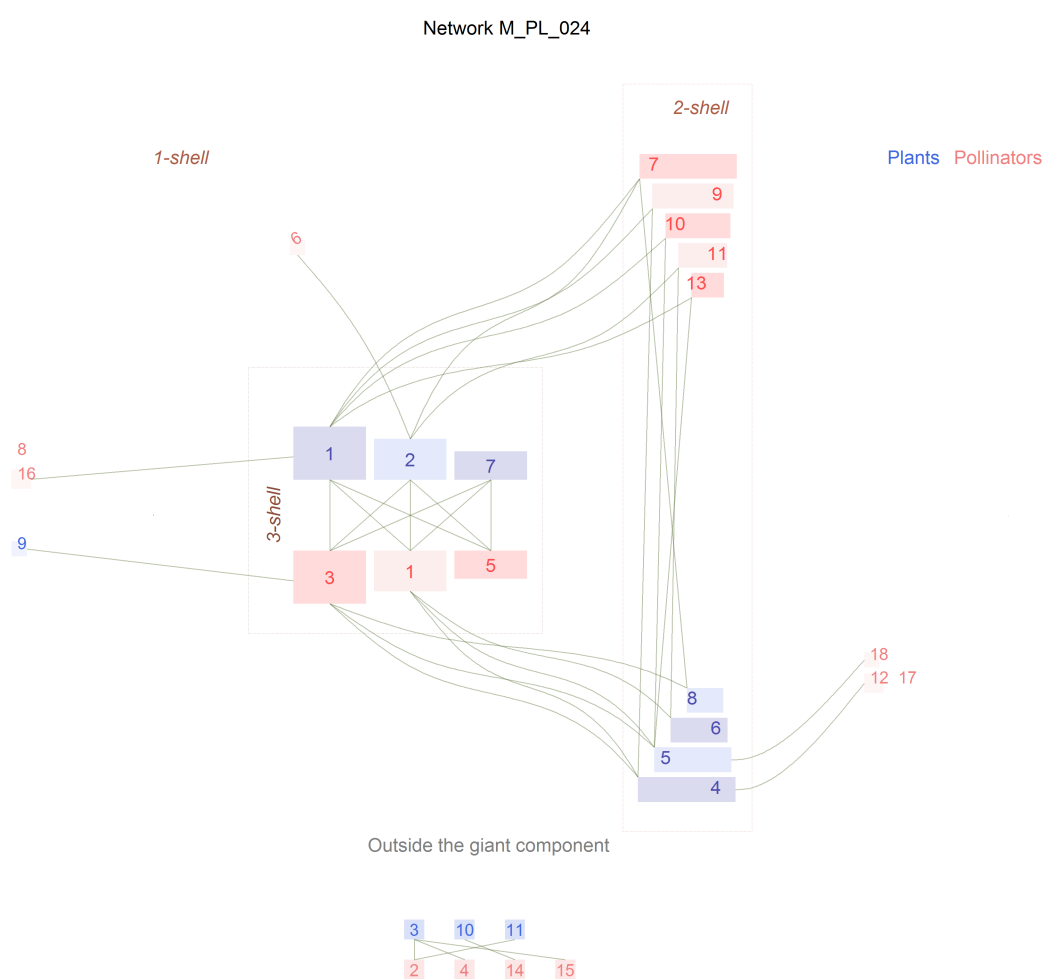 Network M_PL_024
2-shell
1-shell
Plants Pollinators
7
9
10
11
13
6
8
16
9
3-shell
1 2 7
3 1 5
18
12 17
8
6
5
4
Outside the giant component
3 10 11
2 4 14 15